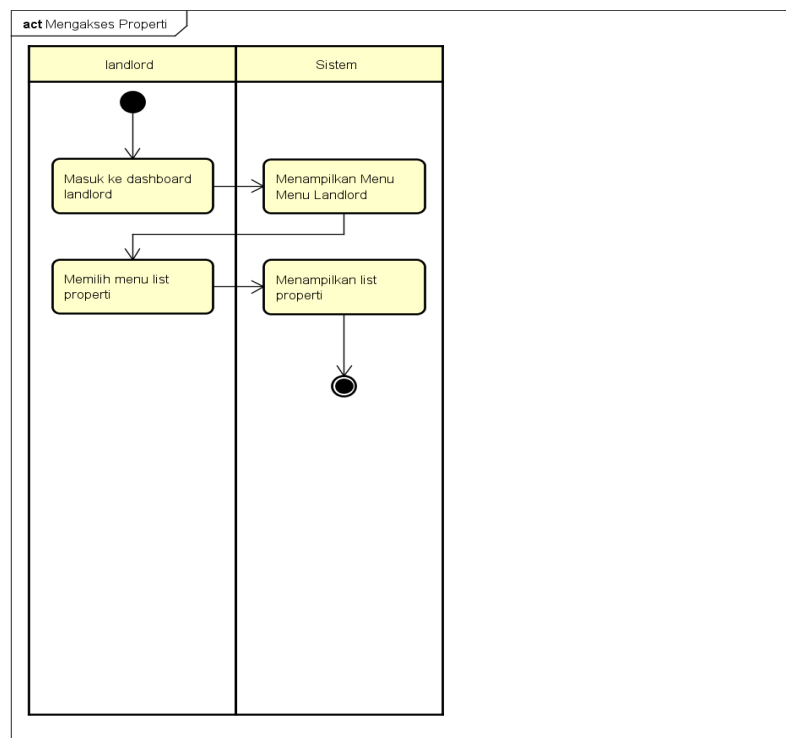 act Mengakses Properti
landlord
Sistem
Masuk ke dashboard
landlord
Menampilkan Menu
Menu Landlord
Memilih menu list
properti
Menampilkan list
properti